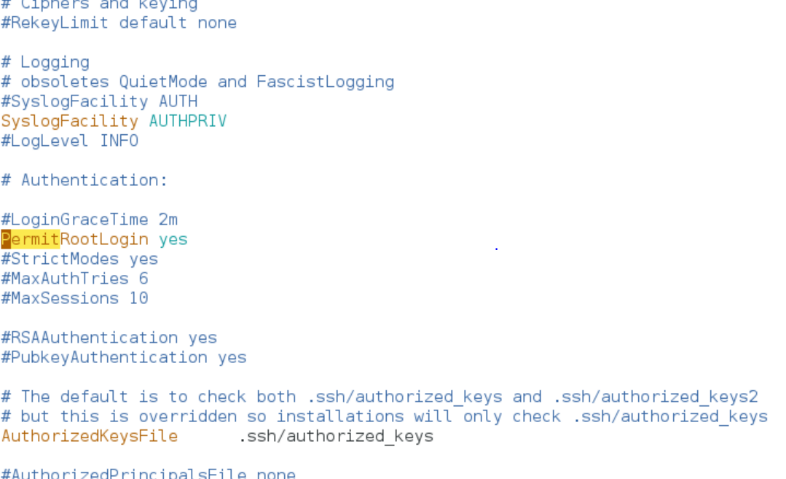 # Ciphers and keying
#RekeyLimit default none
# Logging
# obsoletes QuietMode and FascistLogging
#SyslogFacility AUTH
SyslogFacility AUTHPRIV
#LogLevel INFO
# Authentication:
#LoginGraceTime 2m
PermitRootLogin yes
#StrictModes yes
#MaxAuthTries 6
#MaxSessions 10
#RSAAuthentication yes
#PubkeyAuthentication yes
# The default is to check both .ssh/authorized_keys and .ssh/authorized_keys2
# but this is overridden so installations will only check .ssh/authorized_keys
AuthorizedKeysFile      .ssh/authorized_keys
#AuthorizedPrincipalsFile none